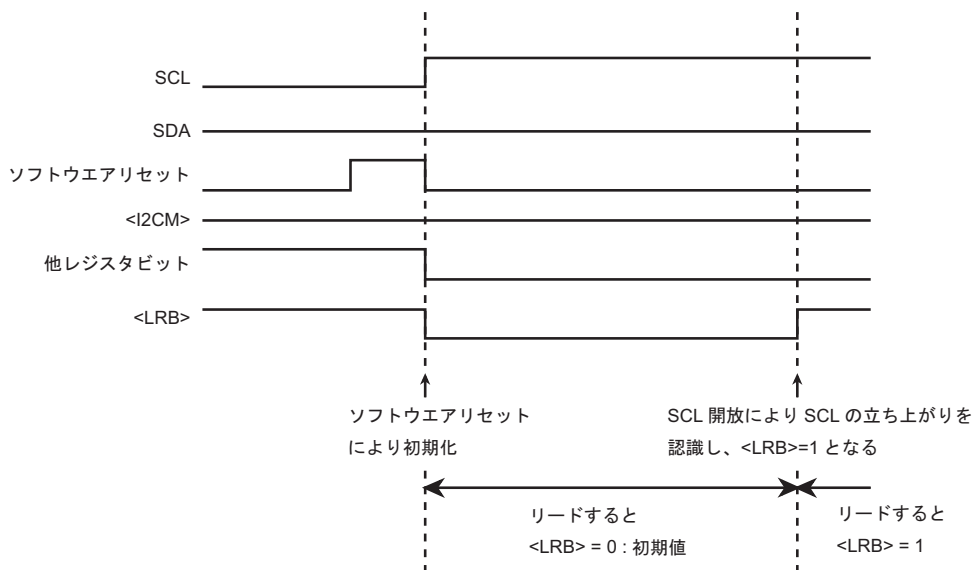 SCL
SDA
ソフトウエアリセット
<I2CM>
他レジスタビット
<LRB>
ソフトウエアリセット
により初期化
SCL 開放により SCL の立ち上がりを
認識し、<LRB>=1 となる
リードすると
<LRB> = 0 : 初期値
リードすると
<LRB> = 1